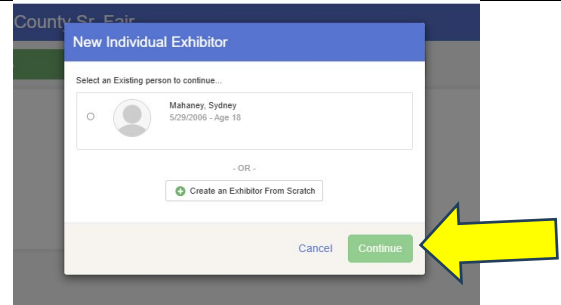 County Sr. Fair
New Individual Exhibitor
Select an Existing person to continue...
Mahaney, Sydney
5/29/2006 - Age 18
- OR -
Create an Exhibitor From Scratch
Cancel
Continue